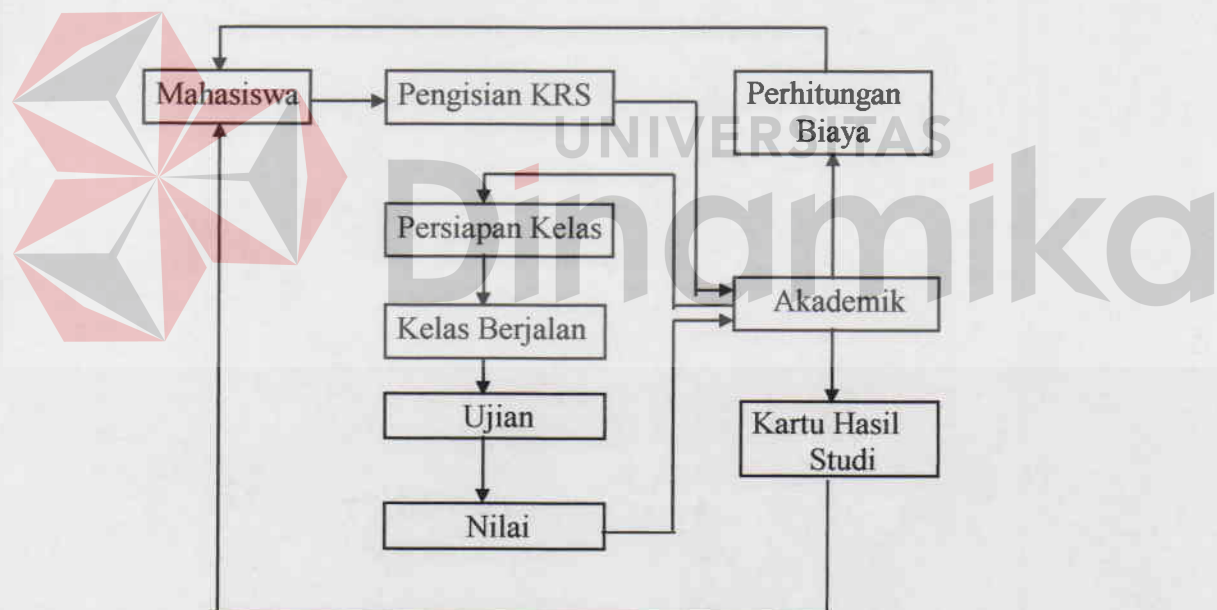 Mahasiswa
Pengisian KRS
Perhitungan
Biaya
UNIVERSITAS
Dinamika
Persiapan Kelas
Akademik
Kelas Berjalan
Ujian
Kartu Hasil
Studi
Nilai